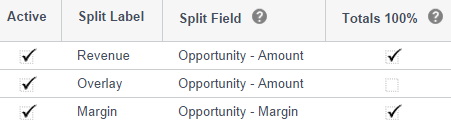 Active Split Label Split Field ? Totals 100% ?
Revenue Opportunity - Amount
Overlay Opportunity - Amount
Margin Opportunity - Margin